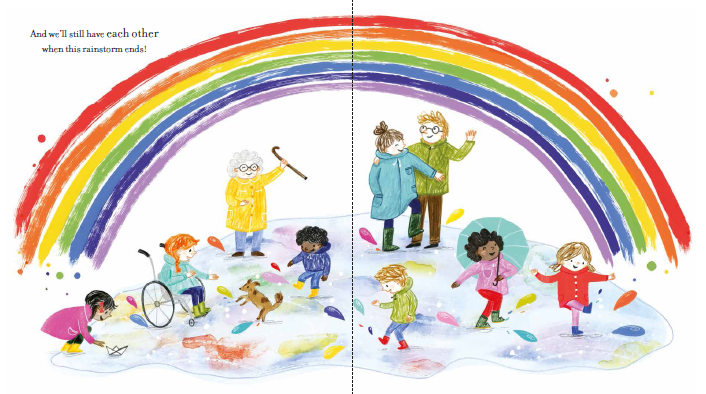 And we'll still have each other
when this rainstorm ends!